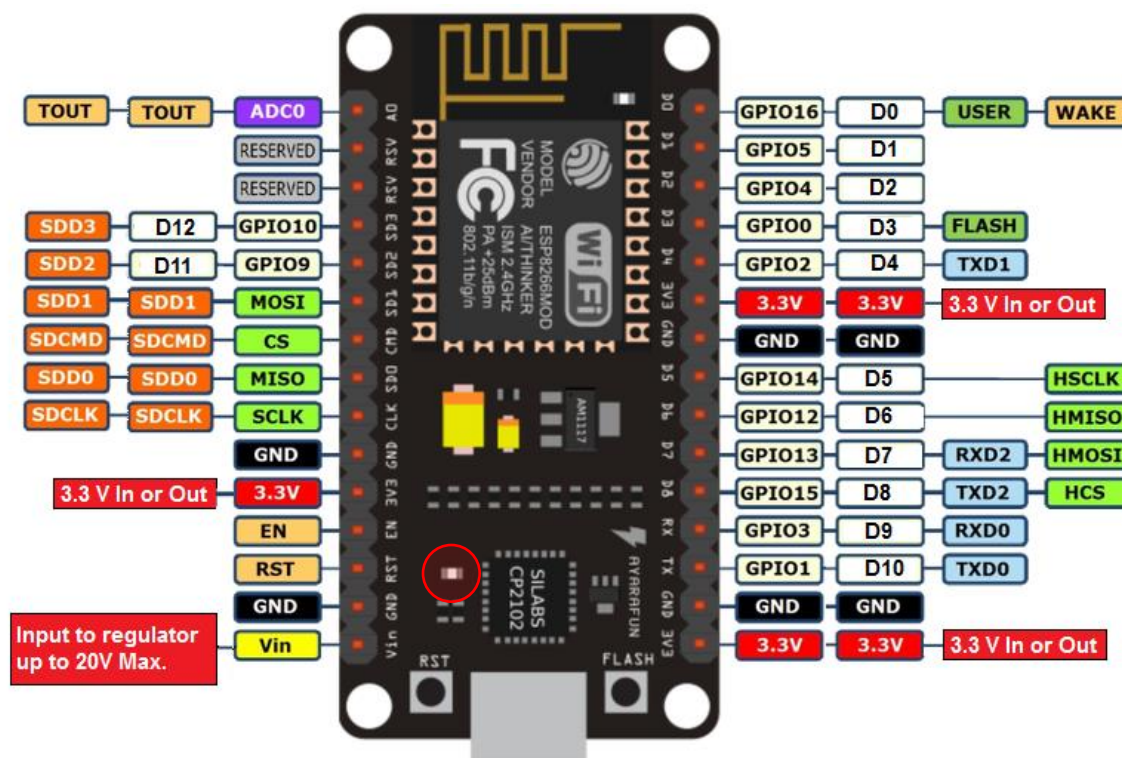 TOUT TOUT ADC0 A0 D0 GPIO16 D0 USER WAKE
RESERVED RSV D1 GPIO5 D1
RESERVED RSV D2 GPIO4 D2
SDD3 D12 GPIO10 SD3 D3 GPIO0 D3 FLASH
SDD2 D11 GPIO9 SD2 D4 GPIO2 D4 TXD1
SDD1 SDD1 MOSI SD1 3V3 3.3V 3.3V 3.3 V In or Out
SDCMD SDCMD CS CMD GND GND GND
SDD0 SDD0 MISO SD0 D5 GPIO14 D5 HSCLK
SDCLK SDCLK SCLK CLK D6 GPIO12 D6 HMISO
GND GND D7 GPIO13 D7 RXD2 HMOSI
3.3 V In or Out 3.3V 3V3 D8 GPIO15 D8 TXD2 HCS
EN EN RX GPIO3 D9 RXD0
RST RST TX GPIO1 D10 TXD0
GND GND GND GND GND
Input to regulator
up to 20V Max.
Vin Vin 3V3 3.3V 3.3V 3.3 V In or Out
MODEL ESP8266MOD
VENDOR AI/THINKER
ISM 2.4GHz
PA +25dBm
802.11b/g/n
FC
WiFi
AM1117
SILABS
CP2102
AYARAFUN
RST
FLASH